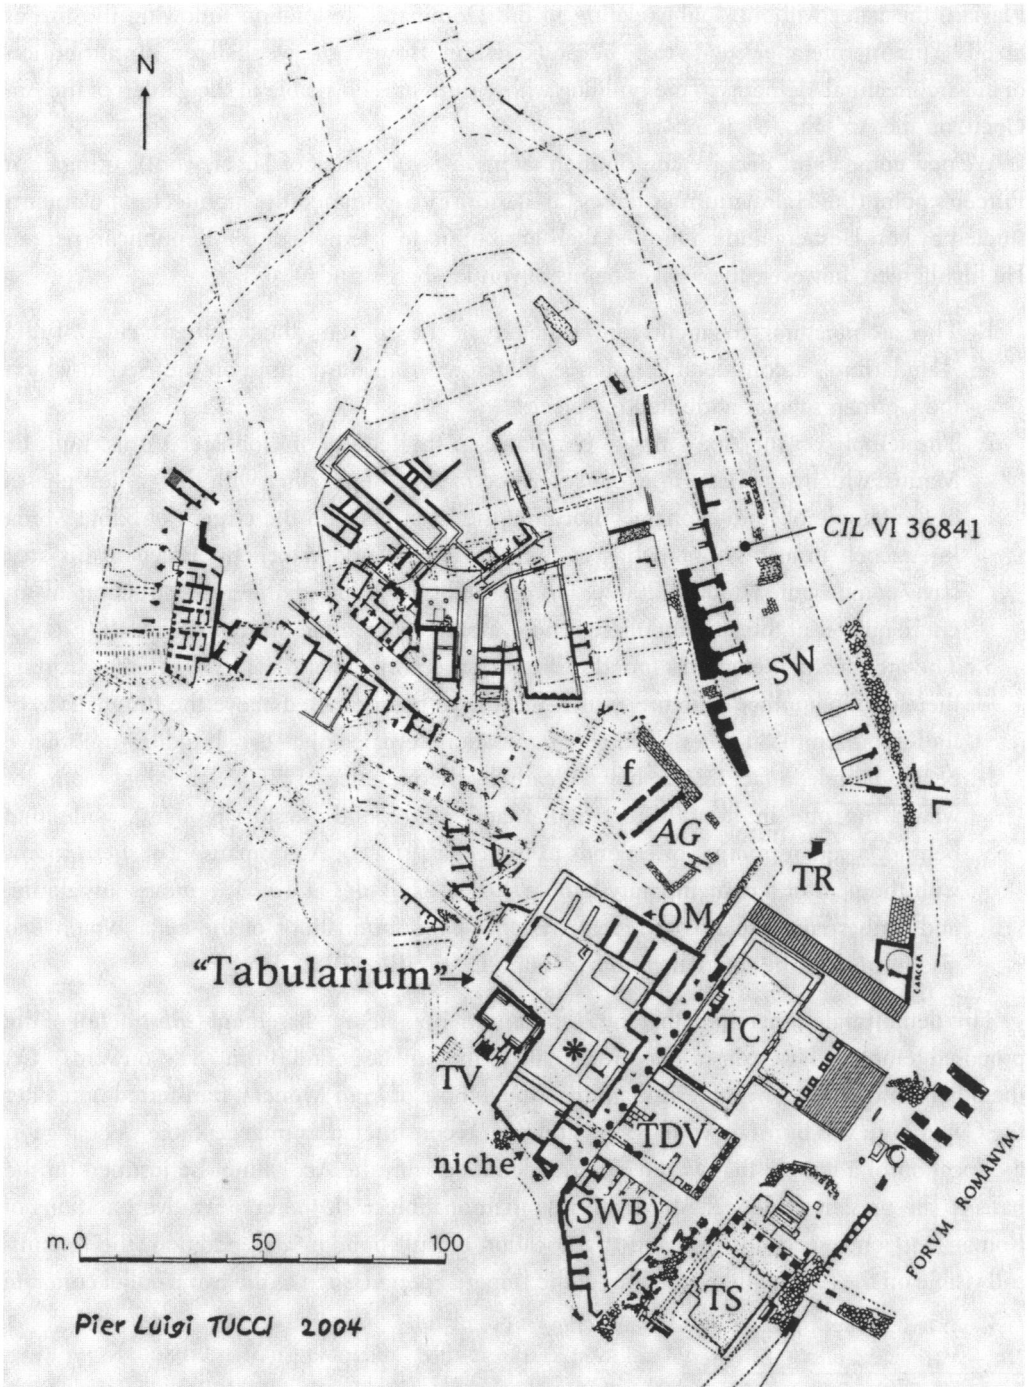 N
CIL VI 36841
SW
f
AG
TR
OM
"Tabularium"
CARCER
TC
TV
TDV
niche
(SWB)
FORVM ROMANVM
m. 0 50 100
TS
Pier Luigi TUCCI 2004